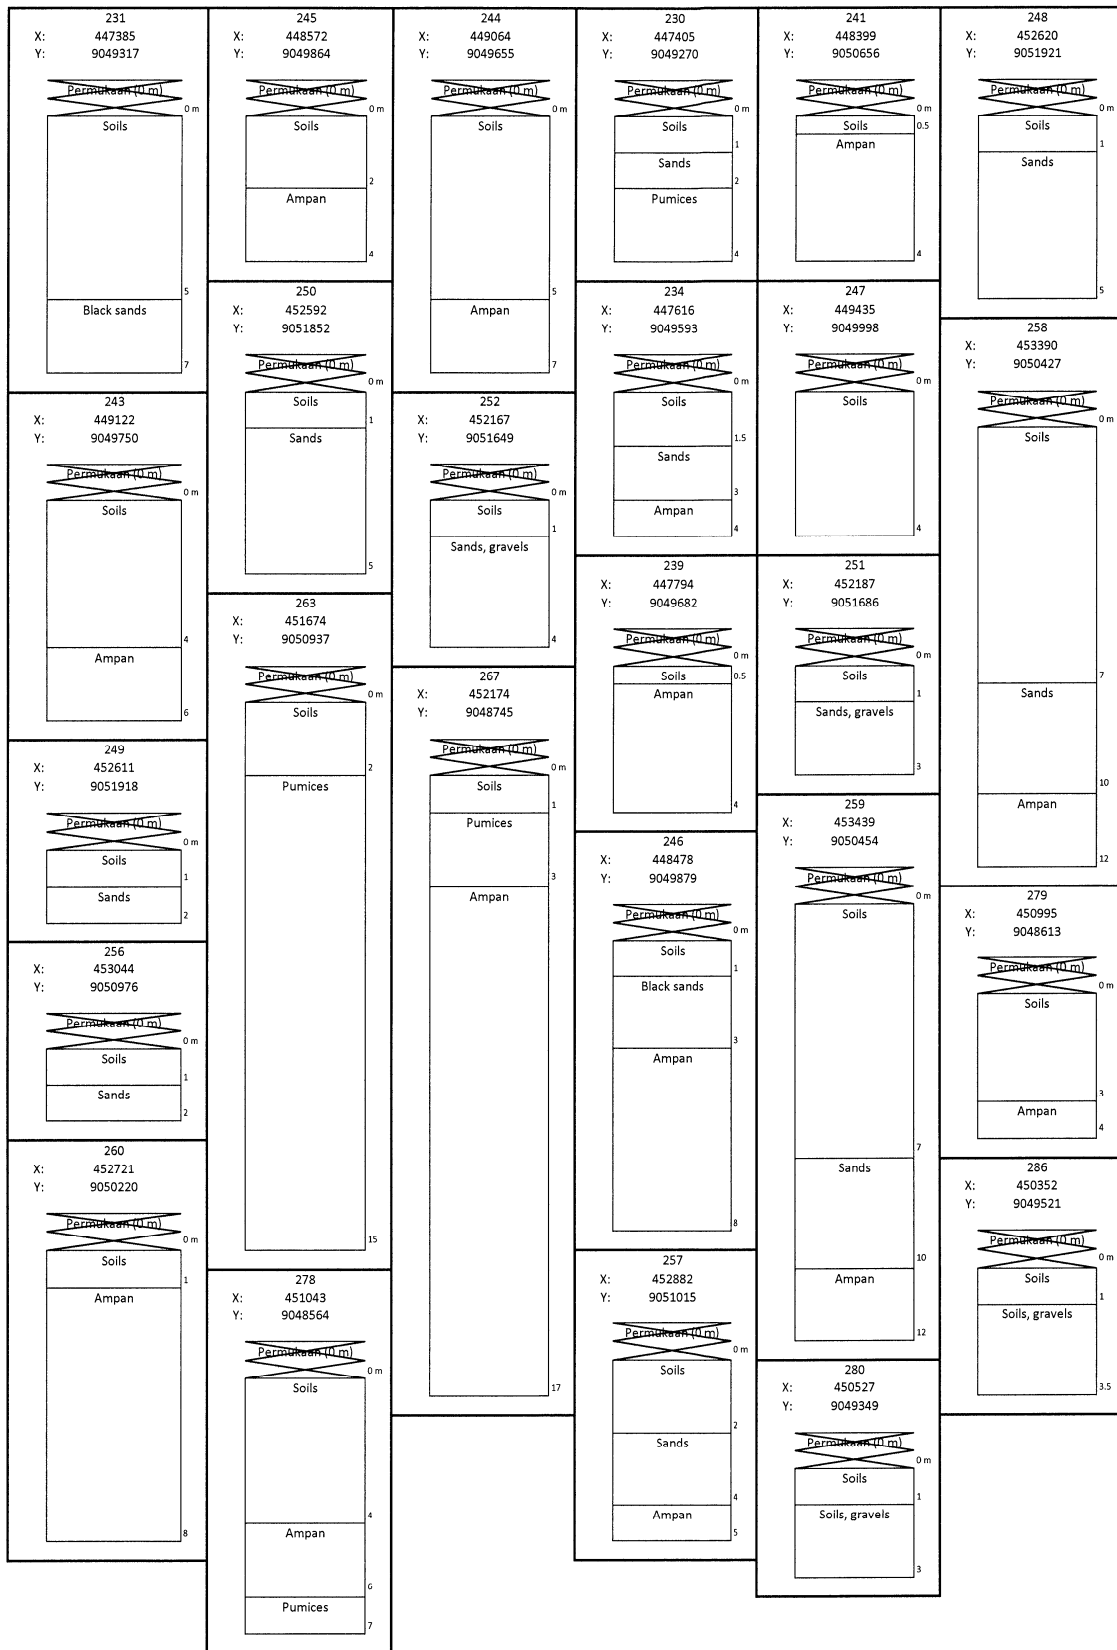 231
X: 447385
Y: 9049317
Permukaan (0 m)
0 m
Soils
5
Black sands
7
243
X: 449122
Y: 9049750
Permukaan (0 m)
0 m
Soils
4
Ampan
6
249
X: 452611
Y: 9051918
Permukaan (0 m)
0 m
Soils
1
Sands
2
256
X: 453044
Y: 9050976
Permukaan (0 m)
0 m
Soils
1
Sands
2
260
X: 452721
Y: 9050220
Permukaan (0 m)
0 m
Soils
1
Ampan
8
245
X: 448572
Y: 9049864
Permukaan (0 m)
0 m
Soils
2
Ampan
4
250
X: 452592
Y: 9051852
Permukaan (0 m)
0 m
Soils
1
Sands
5
263
X: 451674
Y: 9050937
Permukaan (0 m)
0 m
Soils
2
Pumices
15
278
X: 451043
Y: 9048564
Permukaan (0 m)
0 m
Soils
4
Ampan
6
Pumices
7
244
X: 449064
Y: 9049655
Permukaan (0 m)
0 m
Soils
5
Ampan
7
252
X: 452167
Y: 9051649
Permukaan (0 m)
0 m
Soils
1
Sands, gravels
4
267
X: 452174
Y: 9048745
Permukaan (0 m)
0 m
Soils
1
Pumices
3
Ampan
17
230
X: 447405
Y: 9049270
Permukaan (0 m)
0 m
Soils
1
Sands
2
Pumices
4
234
X: 447616
Y: 9049593
Permukaan (0 m)
0 m
Soils
1.5
Sands
3
Ampan
4
239
X: 447794
Y: 9049682
Permukaan (0 m)
0 m
Soils
0.5
Ampan
4
246
X: 448478
Y: 9049879
Permukaan (0 m)
0 m
Soils
1
Black sands
3
Ampan
8
257
X: 452882
Y: 9051015
Permukaan (0 m)
0 m
Soils
2
Sands
4
Ampan
5
241
X: 448399
Y: 9050656
Permukaan (0 m)
0 m
Soils
0.5
Ampan
4
247
X: 449435
Y: 9049998
Permukaan (0 m)
0 m
Soils
4
251
X: 452187
Y: 9051686
Permukaan (0 m)
0 m
Soils
1
Sands, gravels
3
259
X: 453439
Y: 9050454
Permukaan (0 m)
0 m
Soils
7
Sands
10
Ampan
12
280
X: 450527
Y: 9049349
Permukaan (0 m)
0 m
Soils
1
Soils, gravels
3
248
X: 452620
Y: 9051921
Permukaan (0 m)
0 m
Soils
1
Sands
5
258
X: 453390
Y: 9050427
Permukaan (0 m)
0 m
Soils
7
Sands
10
Ampan
12
279
X: 450995
Y: 9048613
Permukaan (0 m)
0 m
Soils
3
Ampan
4
286
X: 450352
Y: 9049521
Permukaan (0 m)
0 m
Soils
1
Soils, gravels
3.5